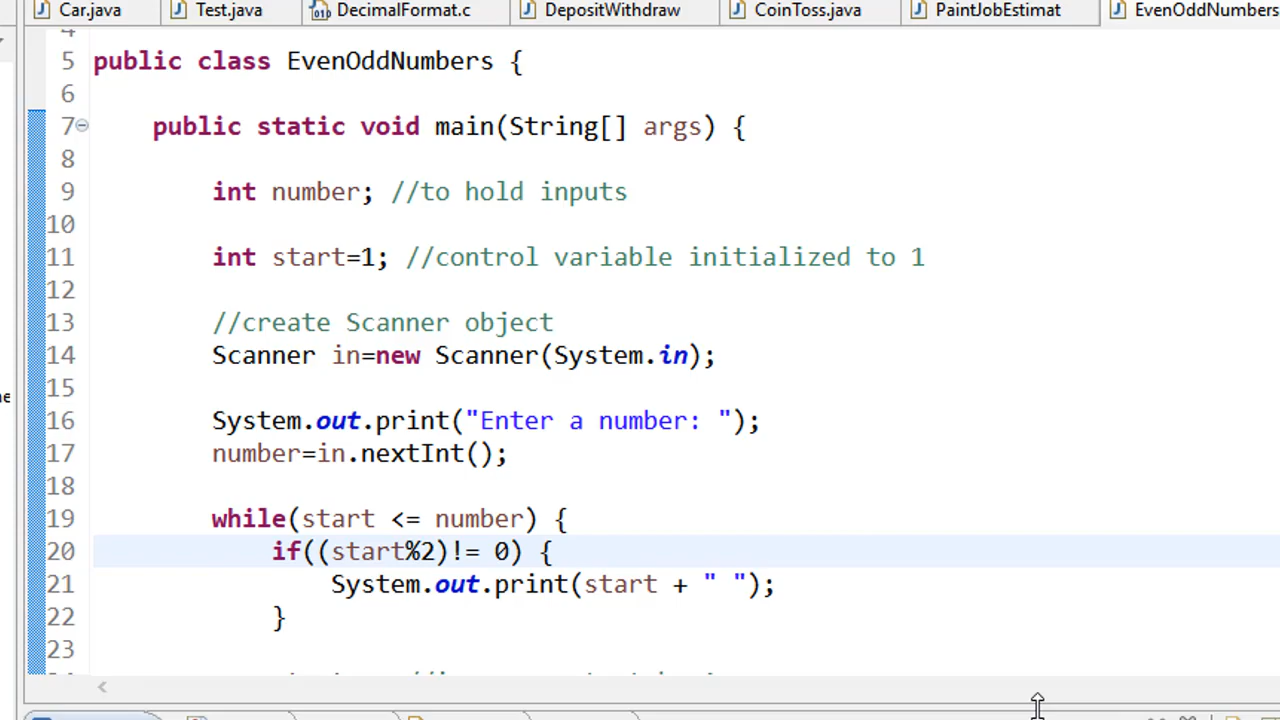 Car.java Test.java DecimalFormat.c DepositWithdraw CoinToss.java PaintJobEstimat EvenOddNumbers
4
5 public class EvenOddNumbers {
6
7 public static void main(String[] args) {
8
9 int number; //to hold inputs
10
11 int start=1; //control variable initialized to 1
12
13 //create Scanner object
14 Scanner in=new Scanner(System.in);
15
16 System.out.print("Enter a number: ");
17 number=in.nextInt();
18
19 while(start <= number) {
20 if((start%2)!= 0) {
21 System.out.print(start + " ");
22 }
23